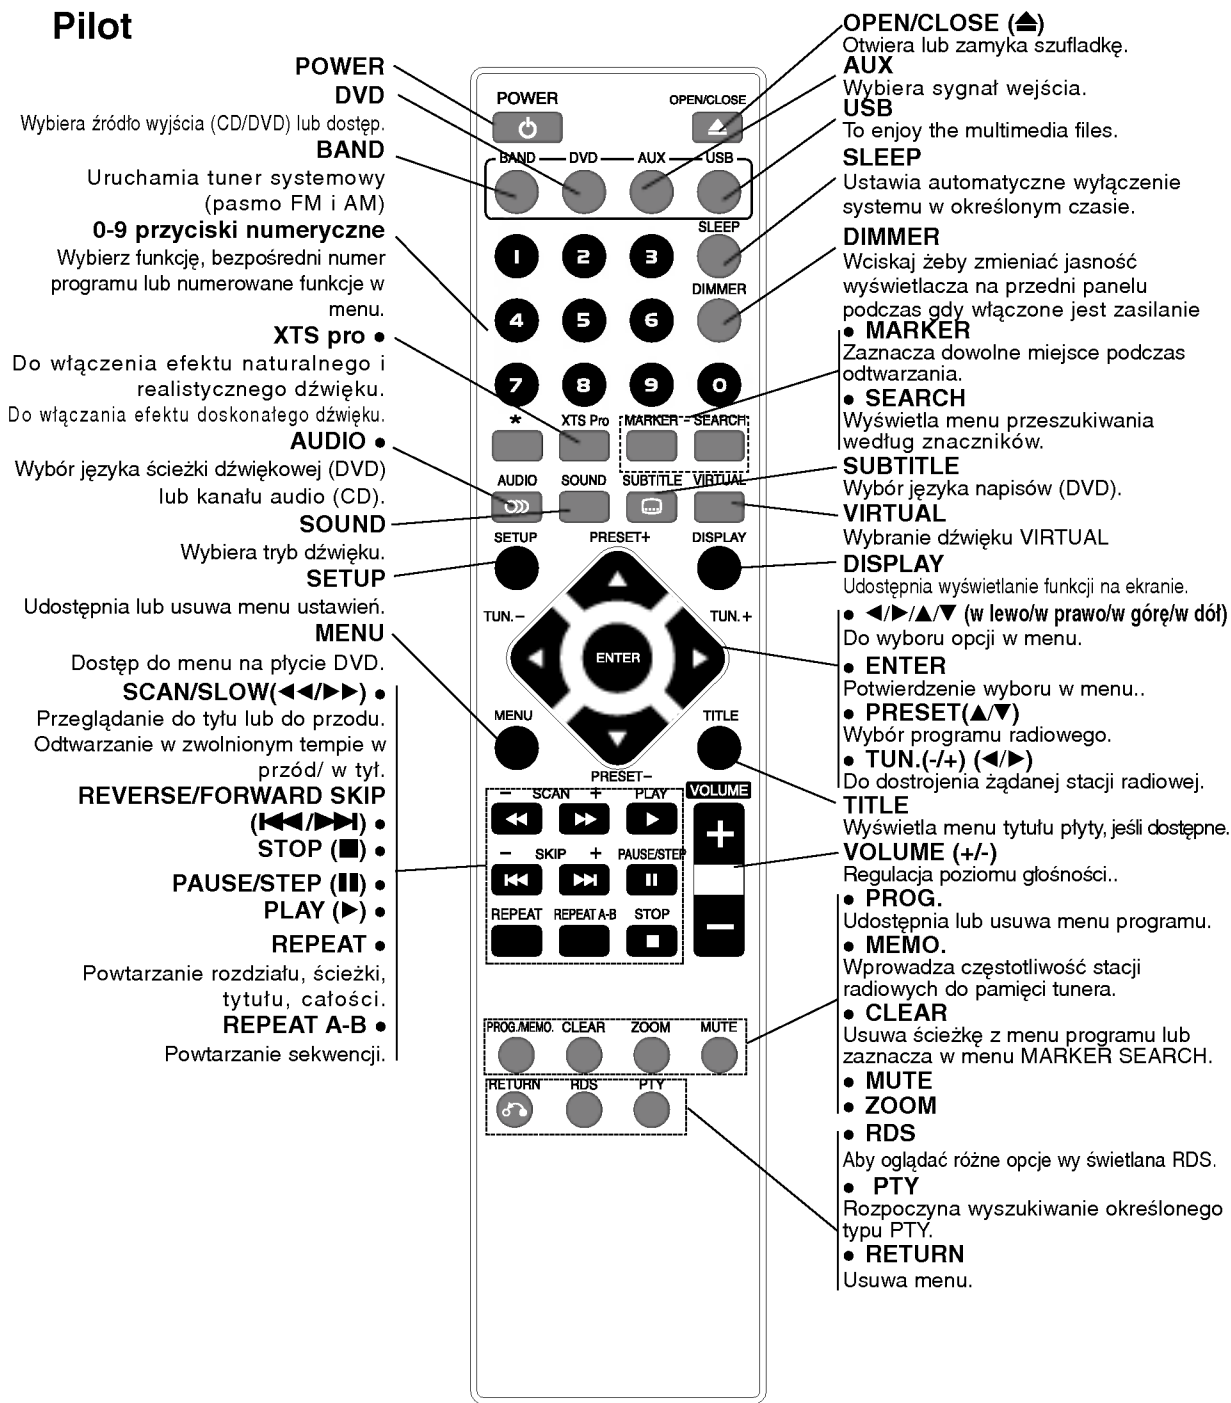 Pilot
POWER
DVD
Wybiera źródło wyjścia (CD/DVD) lub dostęp.
BAND
Uruchamia tuner systemowy
(pasmo FM i AM)
0-9 przyciski numeryczne
Wybierz funkcję, bezpośredni numer
programu lub numerowane funkcje w
menu.
XTS pro ●
Do włączenia efektu naturalnego i
realistycznego dźwięku.
Do włączania efektu doskonałego dźwięku.
AUDIO ●
Wybór języka ścieżki dźwiękowej (DVD)
lub kanału audio (CD).
SOUND
Wybiera tryb dźwięku.
SETUP
Udostępnia lub usuwa menu ustawień.
MENU
Dostęp do menu na płycie DVD.
SCAN/SLOW(◄◄/►►) ●
Przeglądanie do tyłu lub do przodu.
Odtwarzanie w zwolnionym tempie w
przód/ w tył.
REVERSE/FORWARD SKIP
(I◄◄/►►I) ●
STOP (■) ●
PAUSE/STEP (II) ●
PLAY (►) ●
REPEAT ●
Powtarzanie rozdziału, ścieżki,
tytułu, całości.
REPEAT A-B ●
Powtarzanie sekwencji.
POWER
OPEN/CLOSE
BAND DVD AUX USB
1 2 3
SLEEP
DIMMER
4 5 6
7 8 9 0
* XTS Pro MARKER - SEARCH
AUDIO SOUND SUBTITLE VIRTUAL
SETUP PRESET+ DISPLAY
TUN.− TUN.+
ENTER
MENU TITLE
PRESET−
− SCAN + PLAY VOLUME
+
− SKIP + PAUSE/STEP
REPEAT REPEAT A-B STOP
−
PROG./MEMO. CLEAR ZOOM MUTE
RETURN RDS PTY
OPEN/CLOSE (⏏)
Otwiera lub zamyka szufladkę.
AUX
Wybiera sygnał wejścia.
USB
To enjoy the multimedia files.
SLEEP
Ustawia automatyczne wyłączenie
systemu w określonym czasie.
DIMMER
Wciskaj żeby zmieniać jasność
wyświetlacza na przedni panelu
podczas gdy włączone jest zasilanie
● MARKER
Zaznacza dowolne miejsce podczas
odtwarzania.
● SEARCH
Wyświetla menu przeszukiwania
według znaczników.
SUBTITLE
Wybór języka napisów (DVD).
VIRTUAL
Wybranie dźwięku VIRTUAL
DISPLAY
Udostępnia wyświetlanie funkcji na ekranie.
● ◄/►/▲/▼ (w lewo/w prawo/w górę/w dół)
Do wyboru opcji w menu.
● ENTER
Potwierdzenie wyboru w menu..
● PRESET(▲/▼)
Wybór programu radiowego.
● TUN.(-/+) (◄/►)
Do dostrojenia żądanej stacji radiowej.
TITLE
Wyświetla menu tytułu płyty, jeśli dostępne.
VOLUME (+/-)
Regulacja poziomu głośności..
● PROG.
Udostępnia lub usuwa menu programu.
● MEMO.
Wprowadza częstotliwość stacji
radiowych do pamięci tunera.
● CLEAR
Usuwa ścieżkę z menu programu lub
zaznacza w menu MARKER SEARCH.
● MUTE
● ZOOM
● RDS
Aby oglądać różne opcje wy świetlana RDS.
● PTY
Rozpoczyna wyszukiwanie określonego
typu PTY.
● RETURN
Usuwa menu.